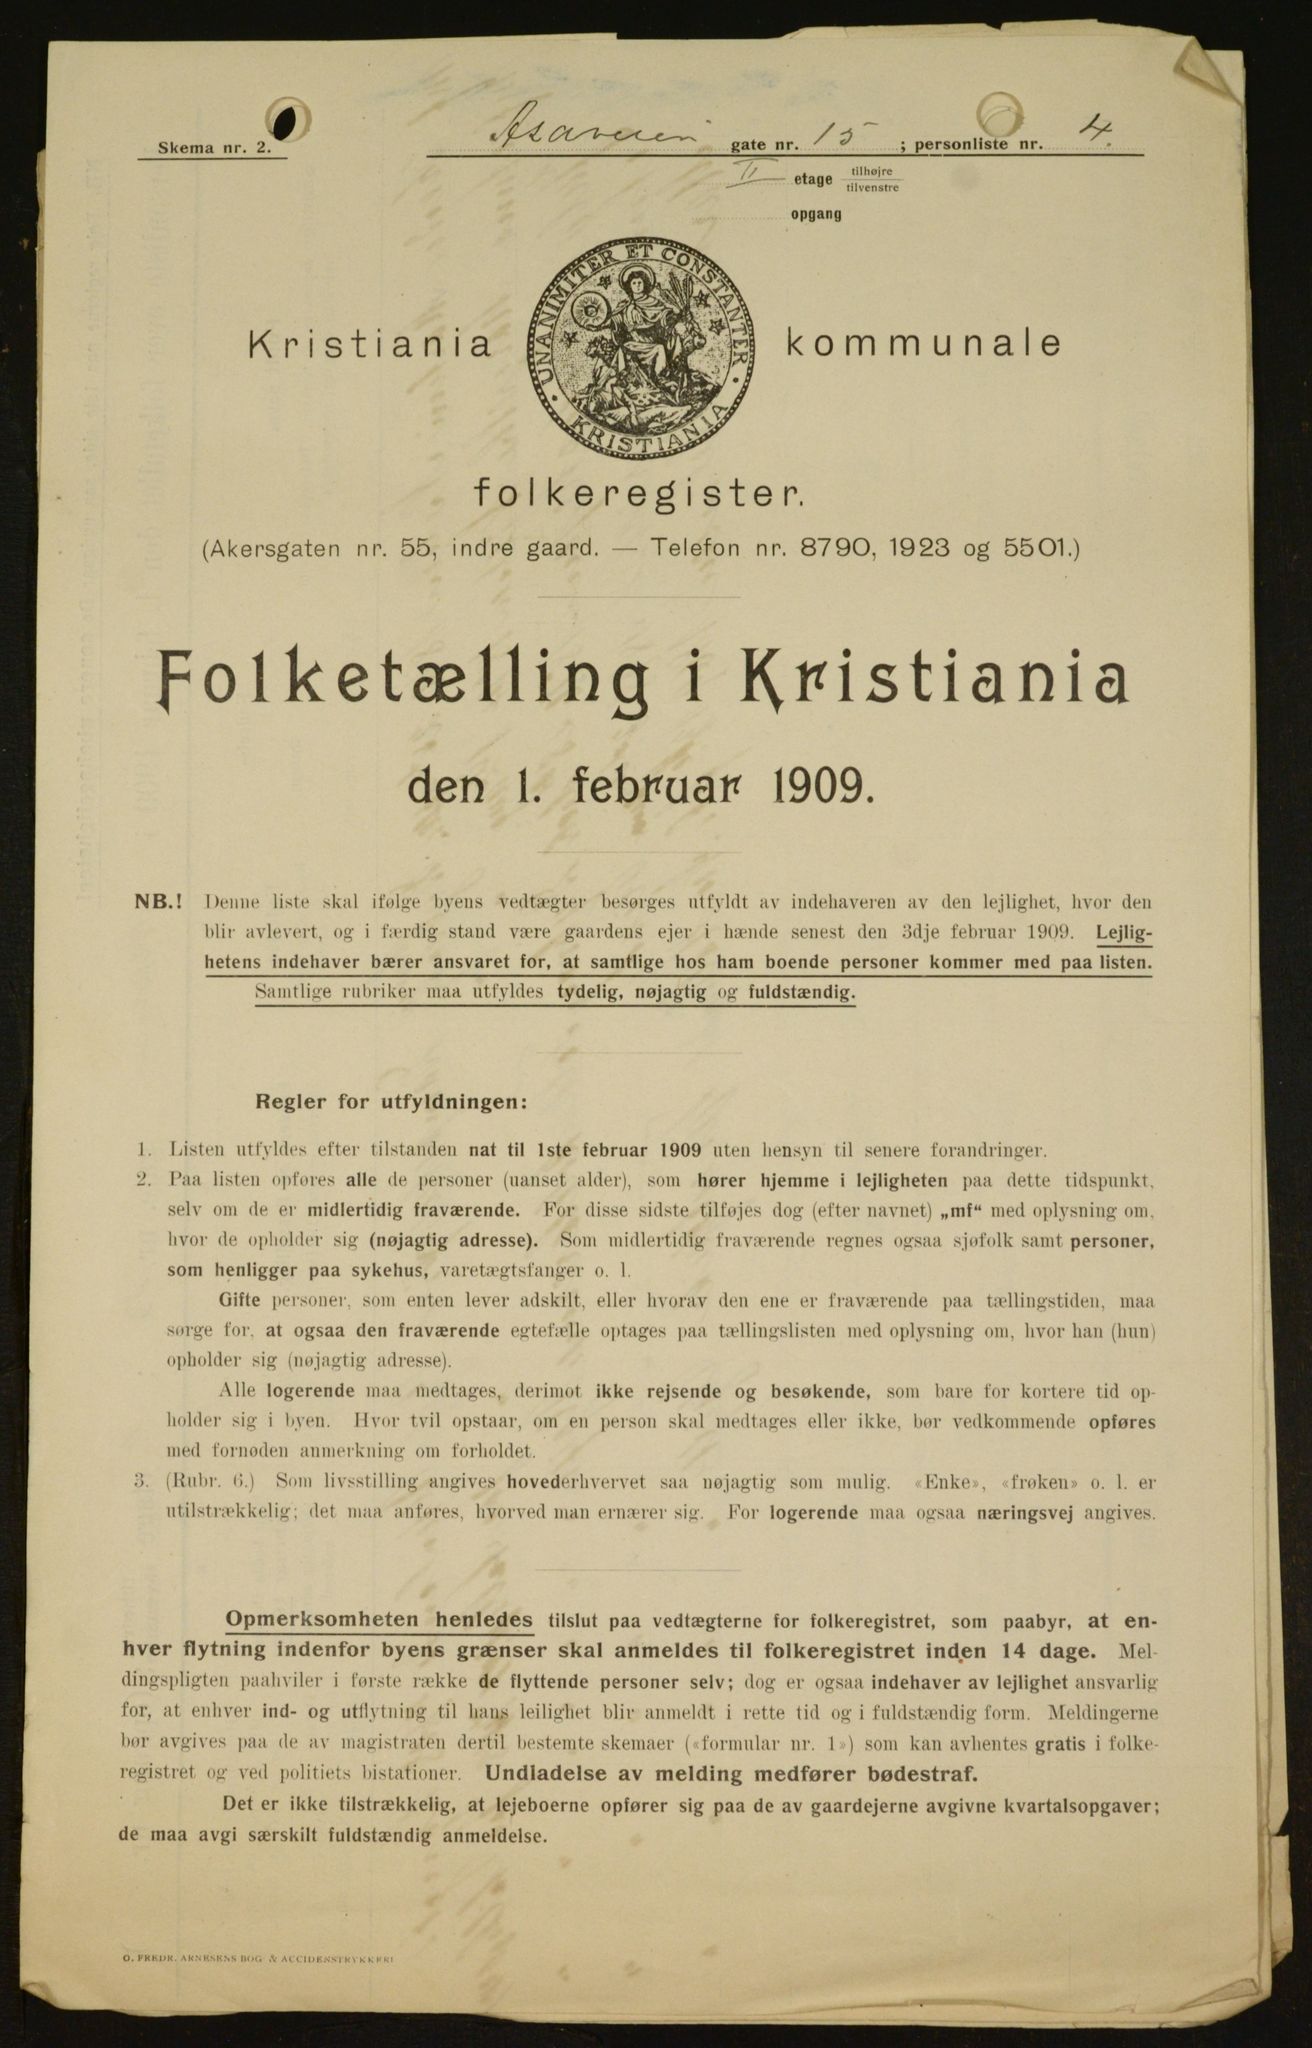 Skema nr. 2.
Asaveien gate nr. 15 ; personliste nr. 4.
II etage tilhøjre
tilvenstre
opgang
UNANIMITER ET CONSTANTER
KRISTIANIA
Kristiania kommunale
folkeregister.
(Akersgaten nr. 55, indre gaard. — Telefon nr. 8790, 1923 og 5501.)
Folketælling i Kristiania
den 1. februar 1909.
NB.! Denne liste skal ifølge byens vedtægter besørges utfyldt av indehaveren av den lejlighet, hvor den
blir avlevert, og i færdig stand være gaardens ejer i hænde senest den 3dje februar 1909. Lejlig-
hetens indehaver bærer ansvaret for, at samtlige hos ham boende personer kommer med paa listen.
Samtlige rubriker maa utfyldes tydelig, nøjagtig og fuldstændig.
Regler for utfyldningen:
1. Listen utfyldes efter tilstanden nat til 1ste februar 1909 uten hensyn til senere forandringer.
2. Paa listen opføres alle de personer (uanset alder), som hører hjemme i lejligheten paa dette tidspunkt,
selv om de er midlertidig fraværende. For disse sidste tilføjes dog (efter navnet) „mf“ med oplysning om,
hvor de opholder sig (nøjagtig adresse). Som midlertidig fraværende regnes ogsaa sjøfolk samt personer,
som henligger paa sykehus, varetægtsfanger o. l.
Gifte personer, som enten lever adskilt, eller hvorav den ene er fraværende paa tællingstiden, maa
sørge for, at ogsaa den fraværende egtefælle optages paa tællingslisten med oplysning om, hvor han (hun)
opholder sig (nøjagtig adresse).
Alle logerende maa medtages, derimot ikke rejsende og besøkende, som bare for kortere tid op-
holder sig i byen. Hvor tvil opstaar, om en person skal medtages eller ikke, bør vedkommende opføres
med fornøden anmerkning om forholdet.
3. (Rubr. 6.) Som livsstilling angives hovederhvervet saa nøjagtig som mulig. «Enke», «frøken» o. l. er
utilstrækkelig; det maa anføres, hvorved man ernærer sig. For logerende maa ogsaa næringsvej angives.
Opmerksomheten henledes tilslut paa vedtægterne for folkeregistret, som paabyr, at en-
hver flytning indenfor byens grænser skal anmeldes til folkeregistret inden 14 dage. Mel-
dingspligten paahviler i første række de flyttende personer selv; dog er ogsaa indehaver av lejlighet ansvarlig
for, at enhver ind- og utflytning til hans leilighet blir anmeldt i rette tid og i fuldstændig form. Meldingerne
bør avgives paa de av magistraten dertil bestemte skemaer («formular nr. 1») som kan avhentes gratis i folke-
registret og ved politiets bistationer. Undladelse av melding medfører bødestraf.
Det er ikke tilstrækkelig, at lejeboerne opfører sig paa de av gaardejerne avgivne kvartalsopgaver;
de maa avgi særskilt fuldstændig anmeldelse.
O. FREDR. ARNESENS BOG & ACCIDENSTRYKKERI